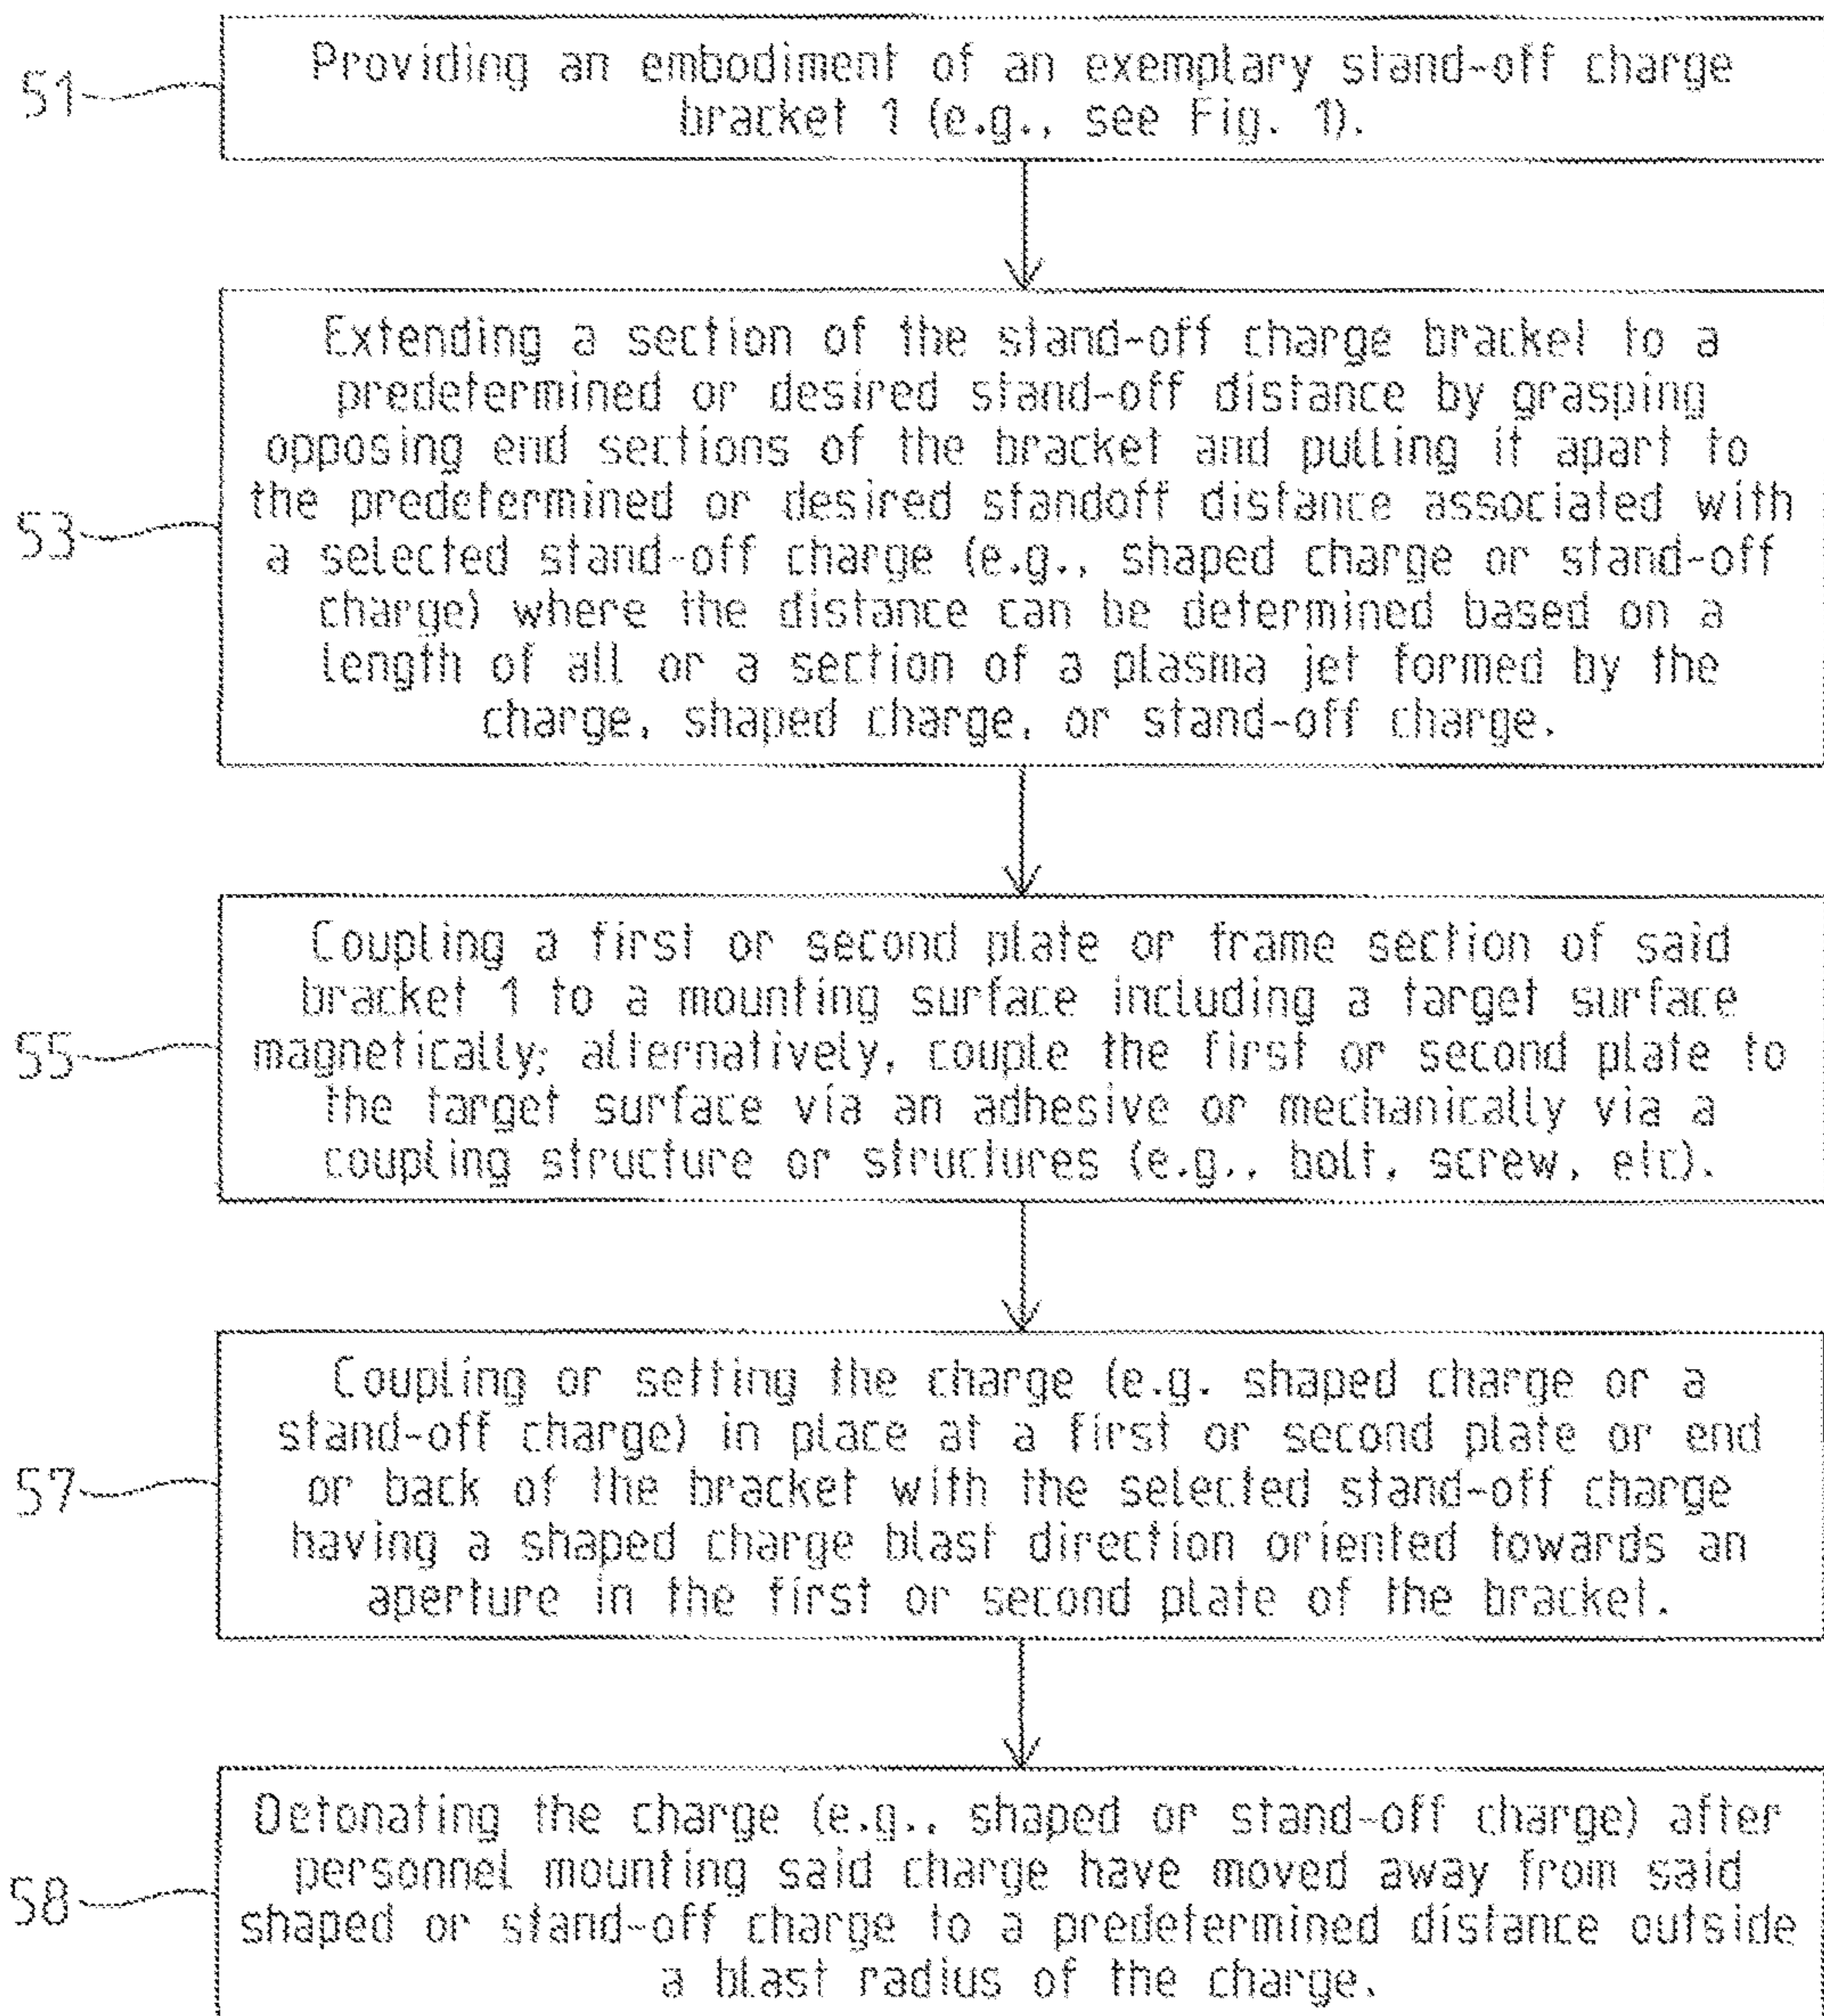 51
Providing an embodiment of an exemplary stand-off charge
bracket 1 (e.g., see Fig. 1).
53
Extending a section of the stand-off charge bracket to a
predetermined or desired stand-off distance by grasping
opposing end sections of the bracket and pulling it apart to
the predetermined or desired standoff distance associated with
a selected stand-off charge (e.g., shaped charge or stand-off
charge) where the distance can be determined based on a
length of all or a section of a plasma jet formed by the
charge, shaped charge, or stand-off charge.
55
Coupling a first or second plate or frame section of said
bracket 1 to a mounting surface including a target surface
magnetically; alternatively, couple the first or second plate to
the target surface via an adhesive or mechanically via a
coupling structure or structures (e.g., bolt, screw, etc).
57
Coupling or setting the charge (e.g. shaped charge or a
stand-off charge) in place at a first or second plate or end
or back of the bracket with the selected stand-off charge
having a shaped charge blast direction oriented towards an
aperture in the first or second plate of the bracket.
58
Detonating the charge (e.g., shaped or stand-off charge) after
personnel mounting said charge have moved away from said
shaped or stand-off charge to a predetermined distance outside
a blast radius of the charge.